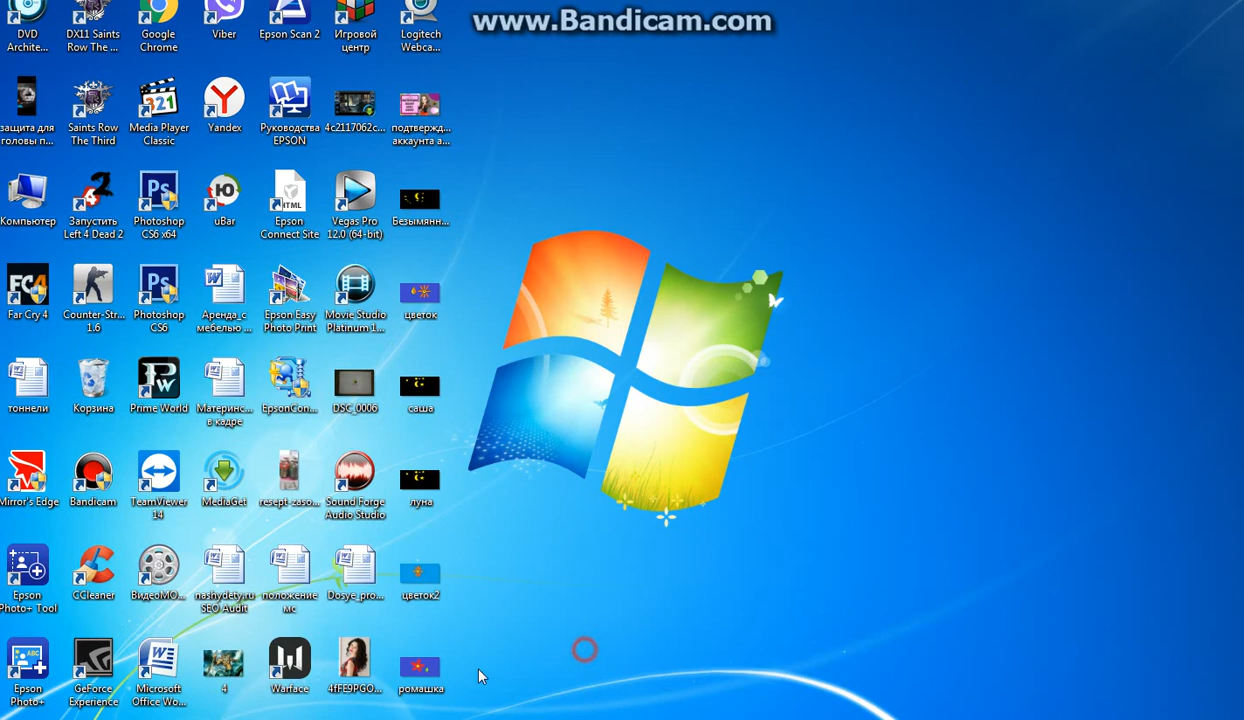 www.Bandicam.com
DVD
Archite...
DX11 Saints
Row The ...
Google
Chrome
Viber
Epson Scan 2
Игровой
центр
Logitech
Webca...
защита для
головы п...
Saints Row
The Third
Media Player
Classic
Yandex
Руководства
EPSON
4c2117062c...
подтвержд...
аккаунта а...
Компьютер
Запустить
Left 4 Dead 2
Photoshop
CS6 x64
uBar
Epson
Connect Site
Vegas Pro
12.0 (64-bit)
Безымянн...
Far Cry 4
Counter-Str...
1.6
Photoshop
CS6
Аренда_с
мебелью ...
Epson Easy
Photo Print
Movie Studio
Platinum 1...
цветок
тоннели
Корзина
Prime World
Материнс...
в кадре
EpsonCon...
DSC_0006
саша
Mirror's Edge
Bandicam
TeamViewer
14
MediaGet
resept-zaso...
Sound Forge
Audio Studio
луна
Epson
Photo+ Tool
CCleaner
ВидеоМО...
nashydety.ru
SEO Audit
положение
мс
Dosye_pro...
цветок2
Epson
Photo+
GeForce
Experience
Microsoft
Office Wo...
4
Warface
4fFE9PGO...
ромашка